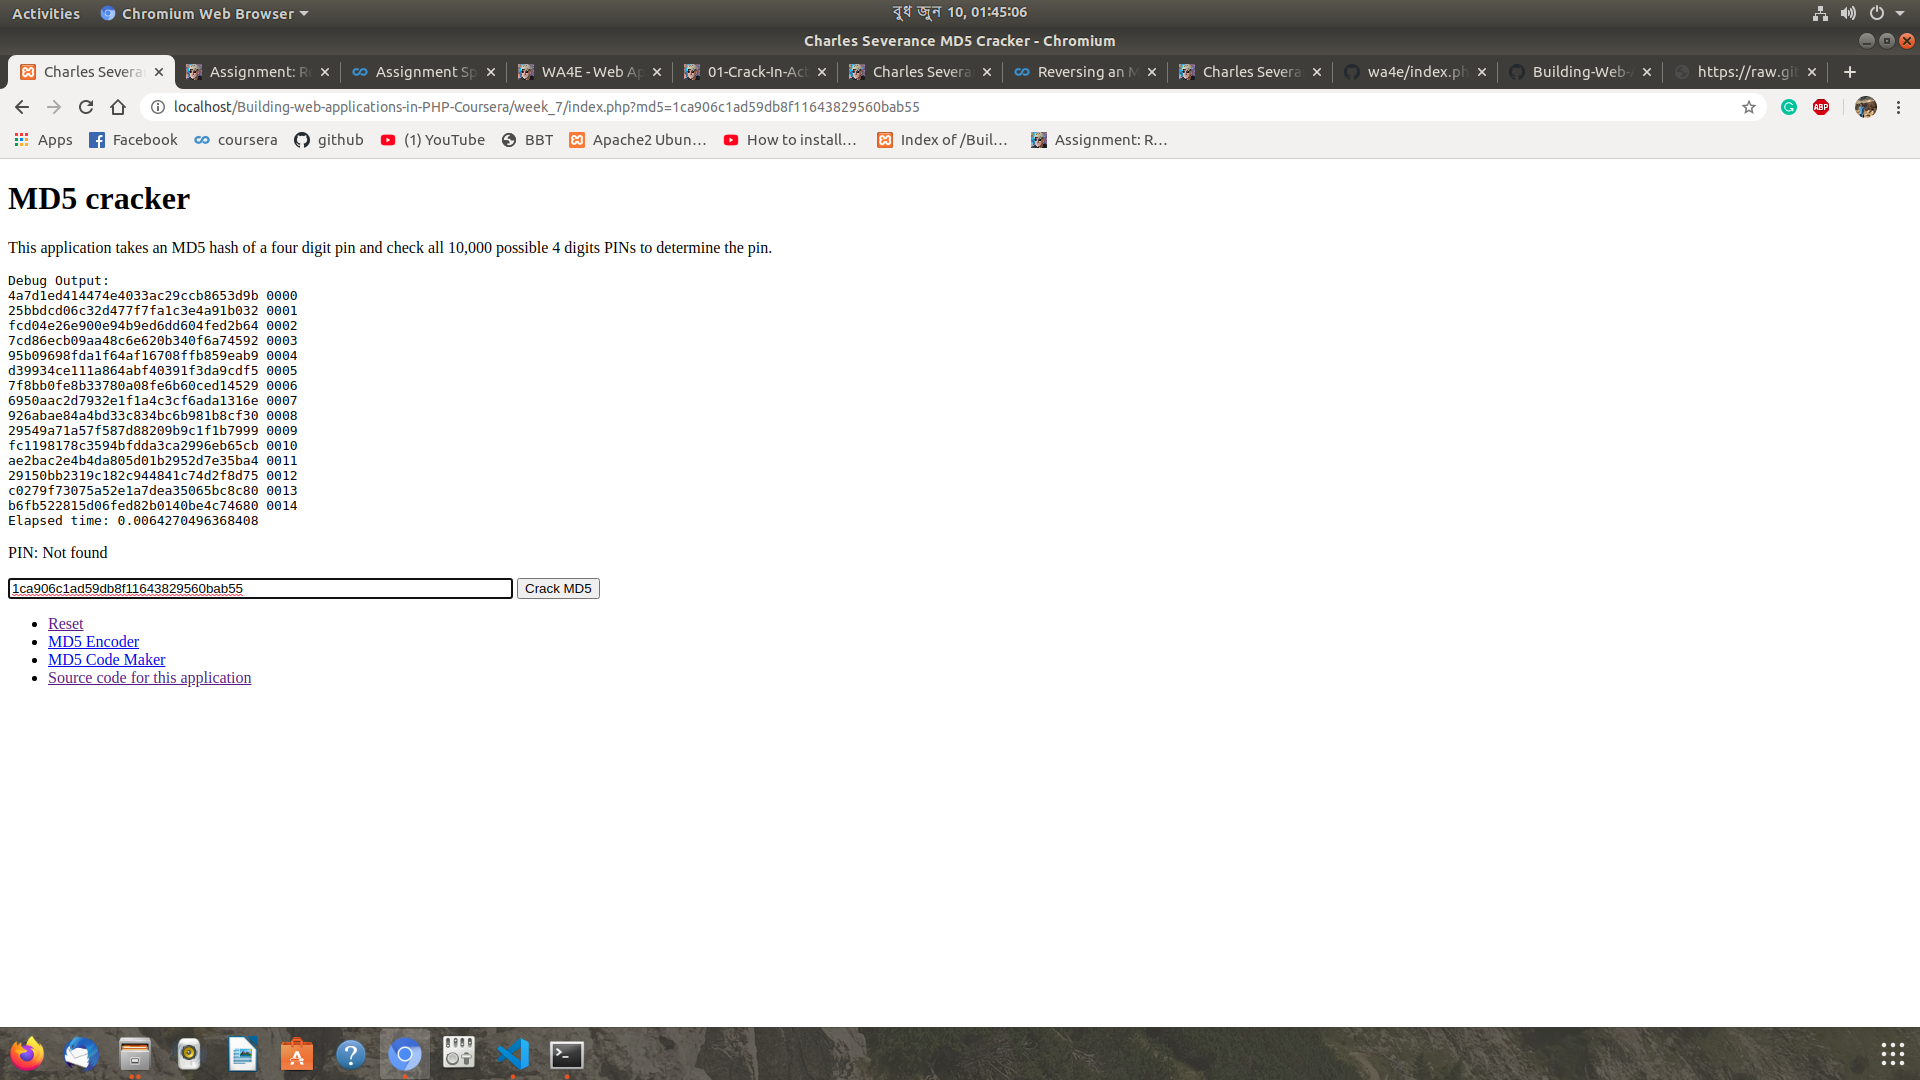 Activities
Chromium Web Browser
বুধ জুন 10, 01:45:06
Charles Severance MD5 Cracker - Chromium
Charles Severan
Assignment: Re
Assignment Sp
WA4E - Web Ap
01-Crack-In-Act
Charles Severa
Reversing an M
Charles Severa
wa4e/index.ph
Building-Web-A
https://raw.git
localhost/Building-web-applications-in-PHP-Coursera/week_7/index.php?md5=1ca906c1ad59db8f11643829560bab55
ABP
Apps
Facebook
coursera
github
(1) YouTube
BBT
Apache2 Ubun…
How to install…
Index of /Buil…
Assignment: R…
MD5 cracker
This application takes an MD5 hash of a four digit pin and check all 10,000 possible 4 digits PINs to determine the pin.
Debug Output:
4a7d1ed414474e4033ac29ccb8653d9b 0000
25bbdcd06c32d477f7fa1c3e4a91b032 0001
fcd04e26e900e94b9ed6dd604fed2b64 0002
7cd86ecb09aa48c6e620b340f6a74592 0003
95b09698fda1f64af16708ffb859eab9 0004
d39934ce111a864abf40391f3da9cdf5 0005
7f8bb0fe8b33780a08fe6b60ced14529 0006
6950aac2d7932e1f1a4c3cf6ada1316e 0007
926abae84a4bd33c834bc6b981b8cf30 0008
29549a71a57f587d88209b9c1f1b7999 0009
fc1198178c3594bfdda3ca2996eb65cb 0010
ae2bac2e4b4da805d01b2952d7e35ba4 0011
29150bb2319c182c944841c74d2f8d75 0012
c0279f73075a52e1a7dea35065bc8c80 0013
b6fb522815d06fed82b0140be4c74680 0014
Elapsed time: 0.0064270496368408
PIN: Not found
1ca906c1ad59db8f11643829560bab55
Crack MD5
Reset
MD5 Encoder
MD5 Code Maker
Source code for this application